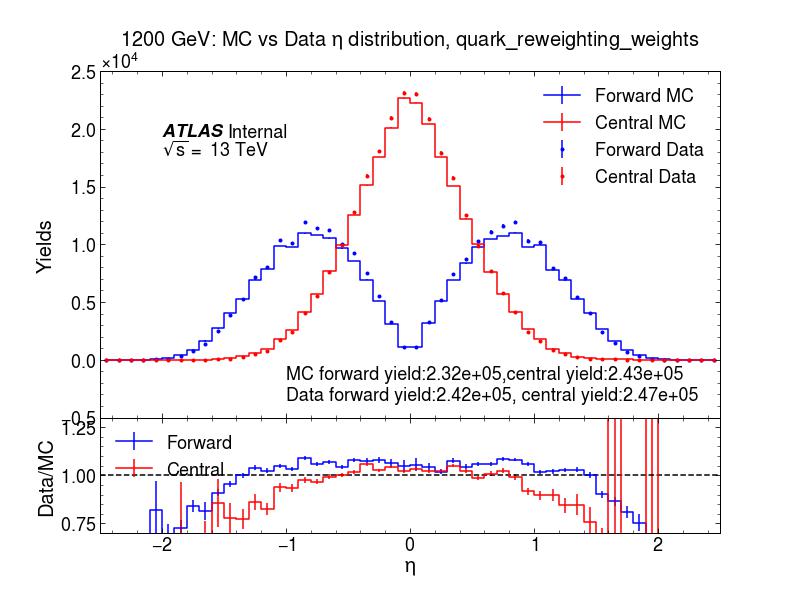 1200 GeV: MC vs Data η distribution, quark_reweighting_weights
×10⁴
2.5
2.0
1.5
1.0
0.5
0.0
0.5
Yields
ATLAS Internal
√s = 13 TeV
Forward MC
Central MC
Forward Data
Central Data
MC forward yield:2.32e+05,central yield:2.43e+05
Data forward yield:2.42e+05, central yield:2.47e+05
1.25
1.00
0.75
Data/MC
Forward
Central
−2 −1 0 1 2
η